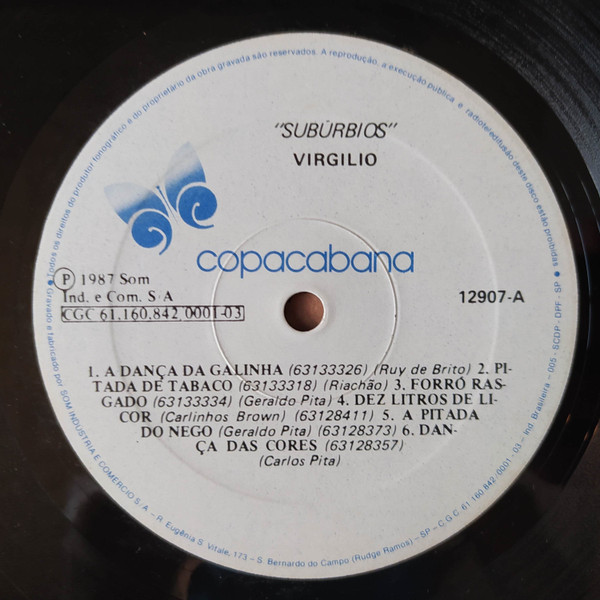 "SUBÚRBIOS"
VIRGILIO
copacabana
℗ 1987 Som
Ind. e Com. S.A
CGC 61.160.842.0001-03
12907-A
1. A DANÇA DA GALINHA (63133326) (Ruy de Brito) 2. PI-
TADA DE TABACO (63133318) (Riachão) 3. FORRÓ RAS-
GADO (63133334) (Geraldo Pita) 4. DEZ LITROS DE LI-
COR (Carlinhos Brown) (63128411) 5. A PITADA
DO NEGO (Geraldo Pita) (63128373) 6. DAN-
ÇA DAS CORES (63128357)
(Carlos Pita)
os direitos do produtor fonográfico e do proprietário da obra gravada são reservados. A reprodução, a execução pública e radioteledifusão deste disco estão proibidas
Gravado e fabricado por SOM INDUSTRIA E COMERCIO S/A – R. Eugênia S. Vitale, 173 – S. Bernardo do Campo (Rudge Ramos) – SP – C G C 61 160 842/0001 - 03 – Ind. Brasileira – 005 - SCDP - DPF - SP